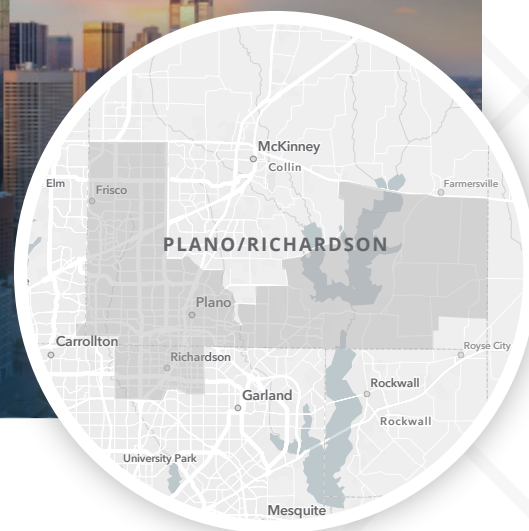 McKinney
Collin
Elm
Frisco
Farmersville
PLANO/RICHARDSON
Plano
Carrollton
Royse City
Richardson
Rockwall
Garland
Rockwall
University Park
Mesquite